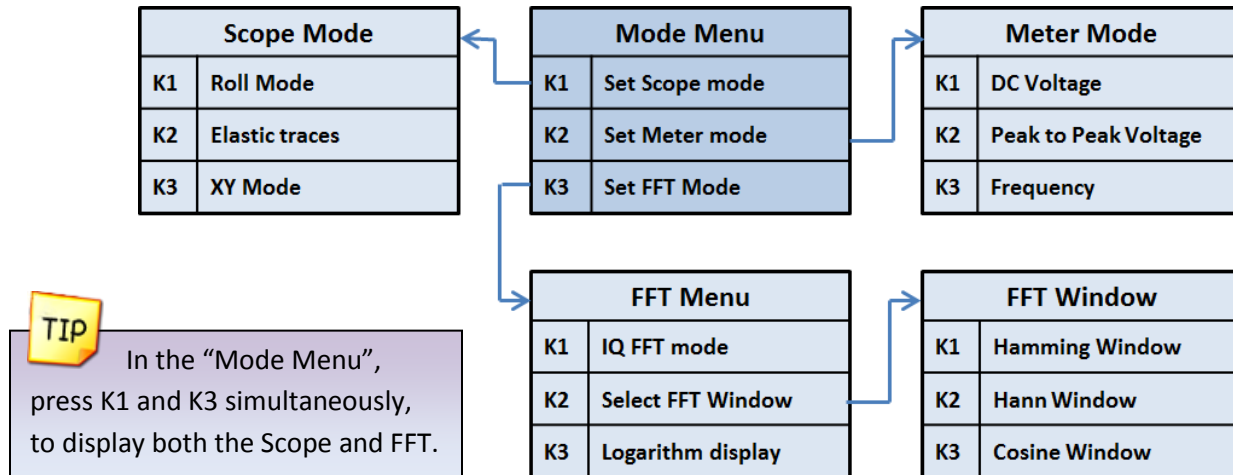 Scope Mode
K1 Roll Mode
K2 Elastic traces
K3 XY Mode
Mode Menu
K1 Set Scope mode
K2 Set Meter mode
K3 Set FFT Mode
Meter Mode
K1 DC Voltage
K2 Peak to Peak Voltage
K3 Frequency
TIP
In the “Mode Menu”,
press K1 and K3 simultaneously,
to display both the Scope and FFT.
FFT Menu
K1 IQ FFT mode
K2 Select FFT Window
K3 Logarithm display
FFT Window
K1 Hamming Window
K2 Hann Window
K3 Cosine Window